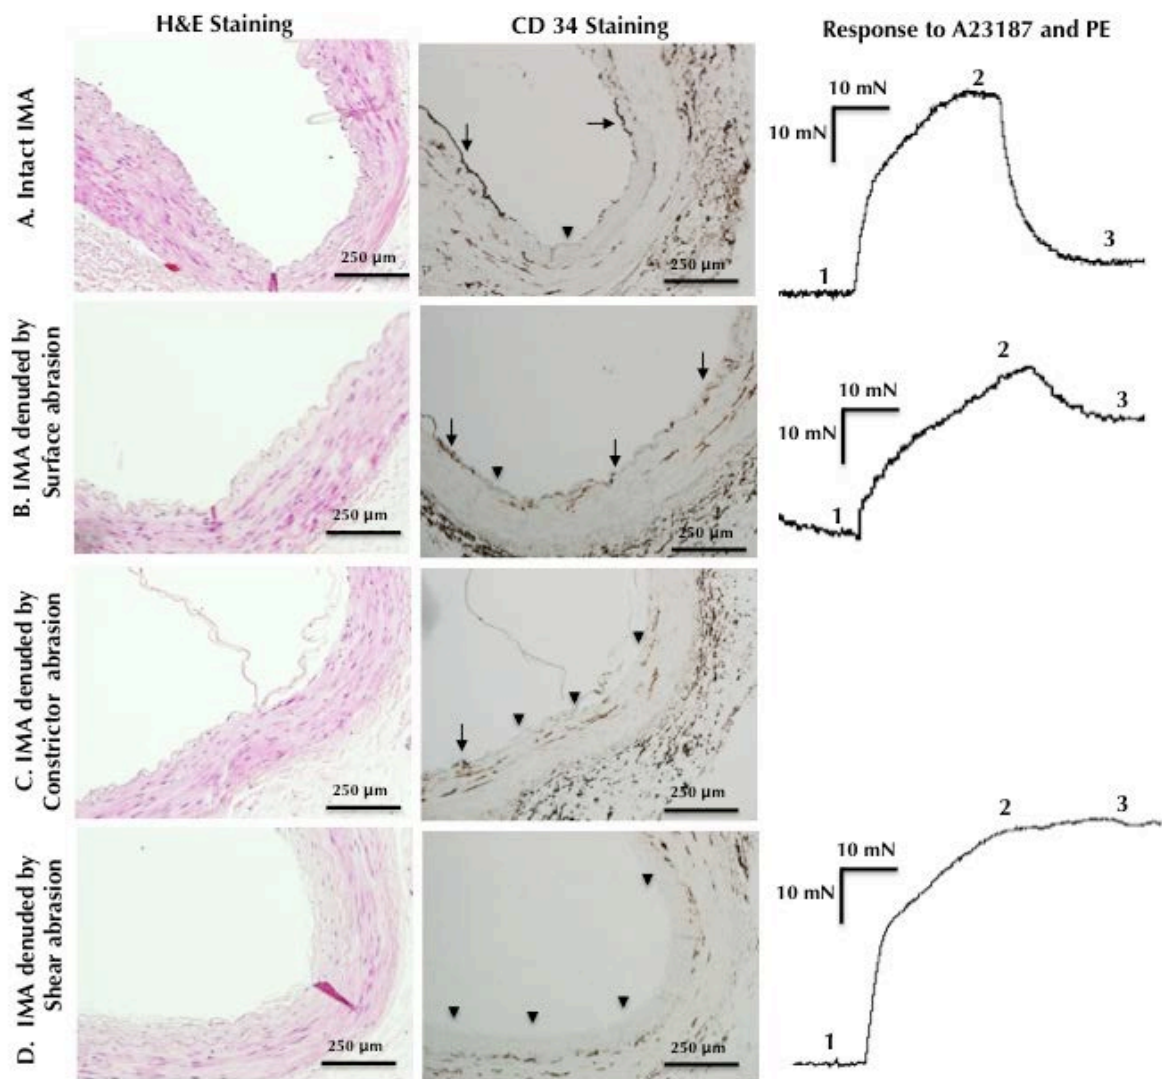 H&E Staining
CD 34 Staining
Response to A23187 and PE
A. Intact IMA
250 µm
250 µm
10 mN
10 mN
1
2
3
B. IMA denuded by
Surface abrasion
250 µm
250 µm
10 mN
10 mN
1
2
3
C. IMA denuded by
Constrictor abrasion
250 µm
250 µm
D. IMA denuded by
Shear abrasion
250 µm
250 µm
10 mN
10 mN
1
2
3